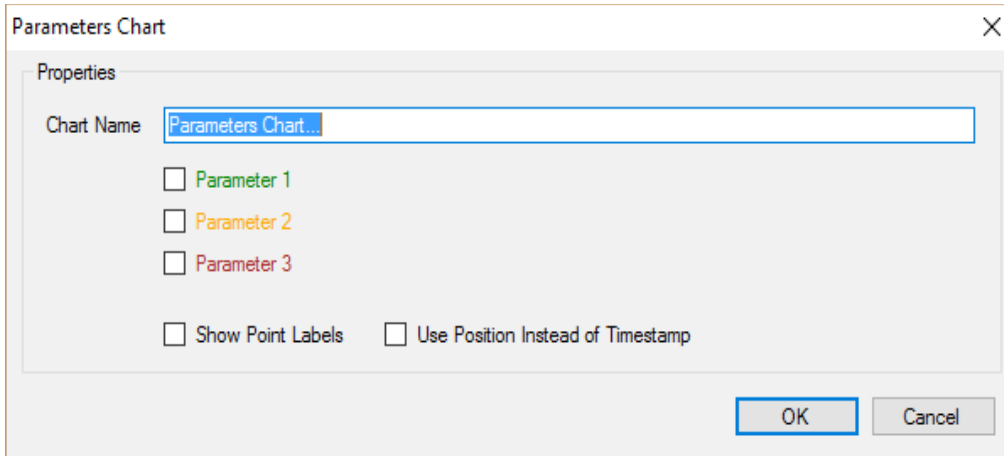 Parameters Chart
Properties
Chart Name Parameters Chart...
Parameter 1
Parameter 2
Parameter 3
Show Point Labels Use Position Instead of Timestamp
OK Cancel